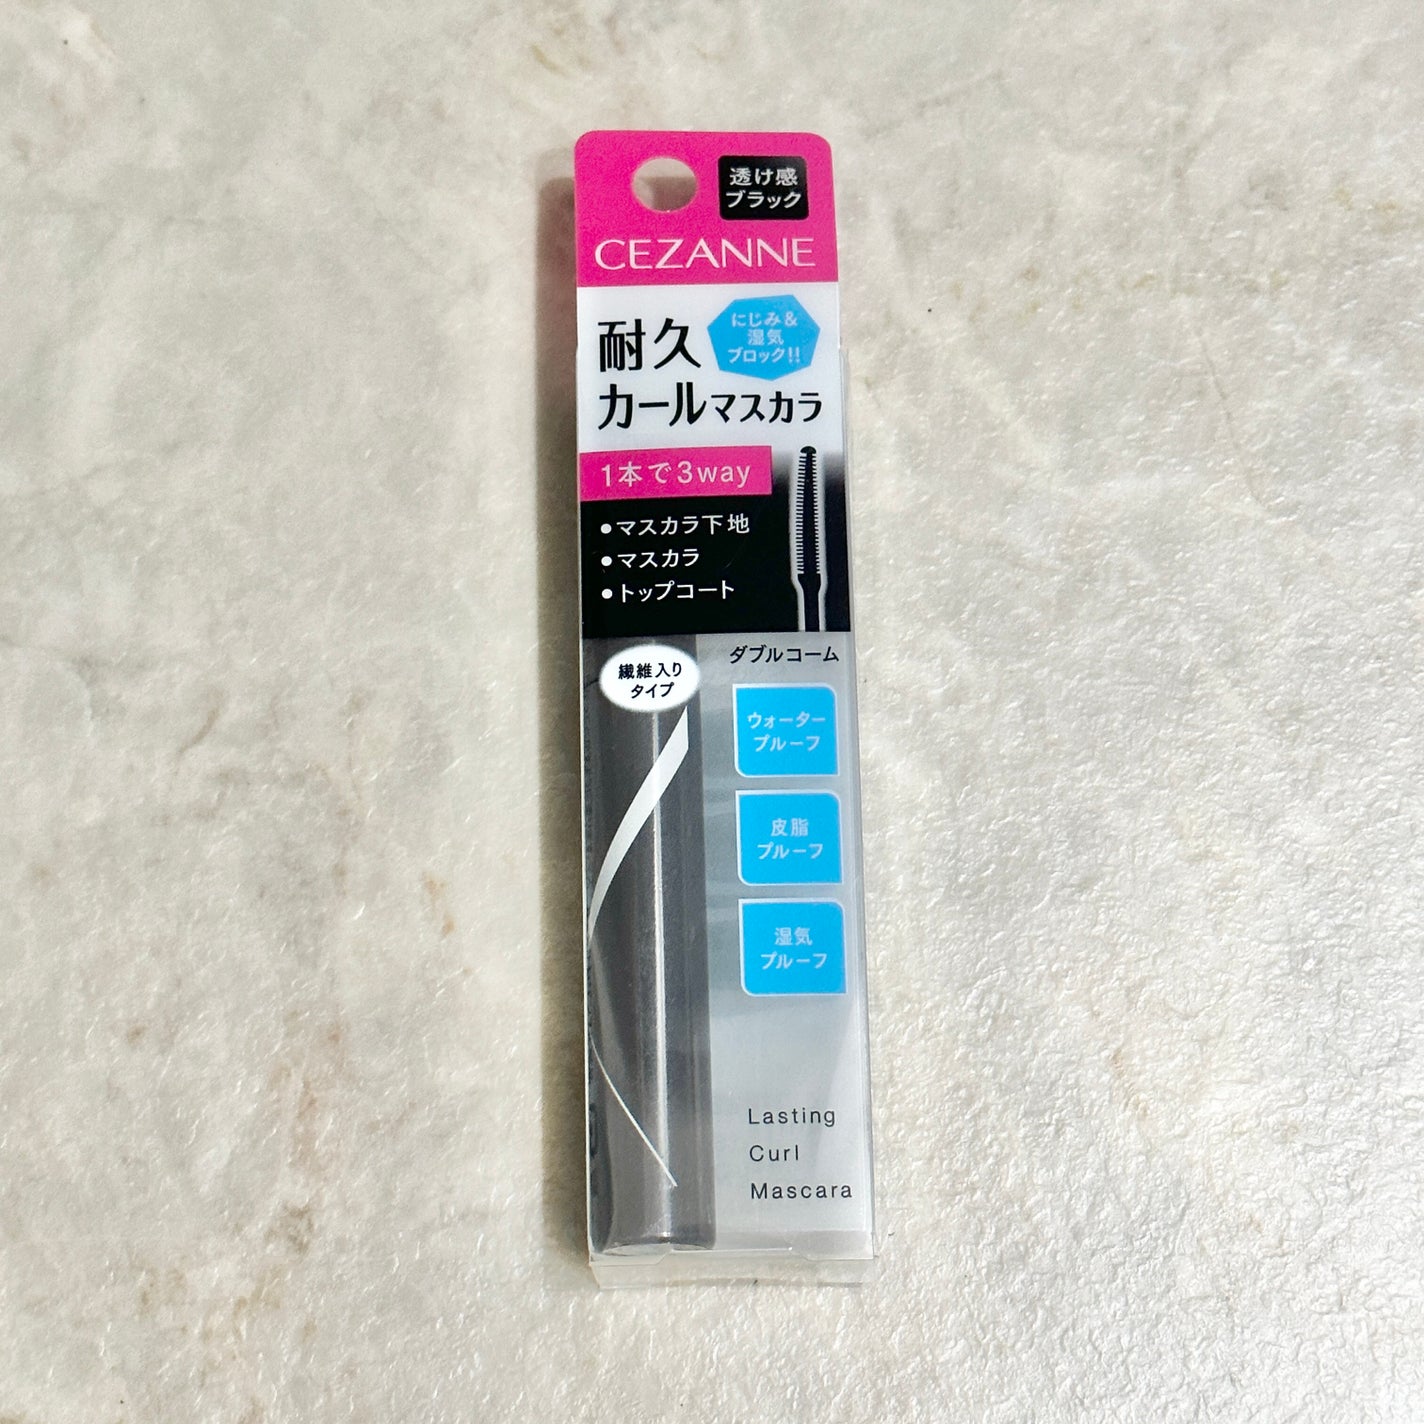 透け感
ブラック
CEZANNE
耐久
カールマスカラ
にじみ&
湿気
ブロック!!
1本で3way
●マスカラ下地
●マスカラ
●トップコート
ダブルコーム
繊維入り
タイプ
ウォーター
プルーフ
皮脂
プルーフ
湿気
プルーフ
Lasting
Curl
Mascara